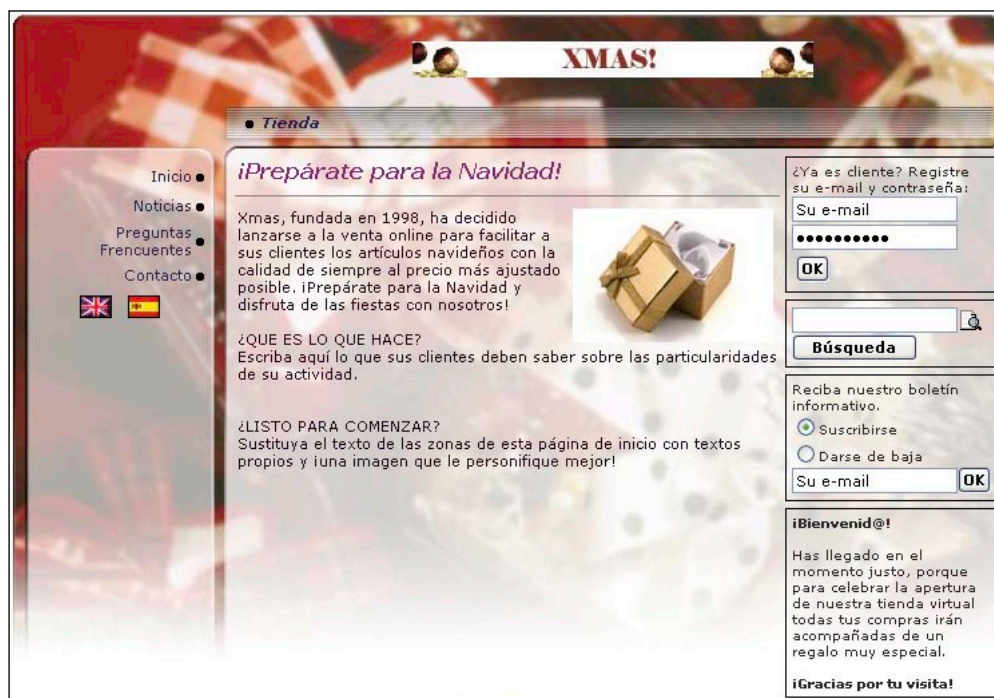 XMAS!
● Tienda
Inicio ●
Noticias ●
Preguntas
Frencuentes ●
Contacto ●
¡Prepárate para la Navidad!
Xmas, fundada en 1998, ha decidido
lanzarse a la venta online para facilitar a
sus clientes los artículos navideños con la
calidad de siempre al precio más ajustado
posible. ¡Prepárate para la Navidad y
disfruta de las fiestas con nosotros!
¿QUE ES LO QUE HACE?
Escriba aquí lo que sus clientes deben saber sobre las particularidades
de su actividad.
¿LISTO PARA COMENZAR?
Sustituya el texto de las zonas de esta página de inicio con textos
propios y ¡una imagen que le personifique mejor!
¿Ya es cliente? Registre
su e-mail y contraseña:
Su e-mail
●●●●●●●●●●
OK
Búsqueda
Reciba nuestro boletín
informativo.
Suscribirse
Darse de baja
Su e-mail OK
¡Bienvenid@!
Has llegado en el
momento justo, porque
para celebrar la apertura
de nuestra tienda virtual
todas tus compras irán
acompañadas de un
regalo muy especial.
¡Gracias por tu visita!